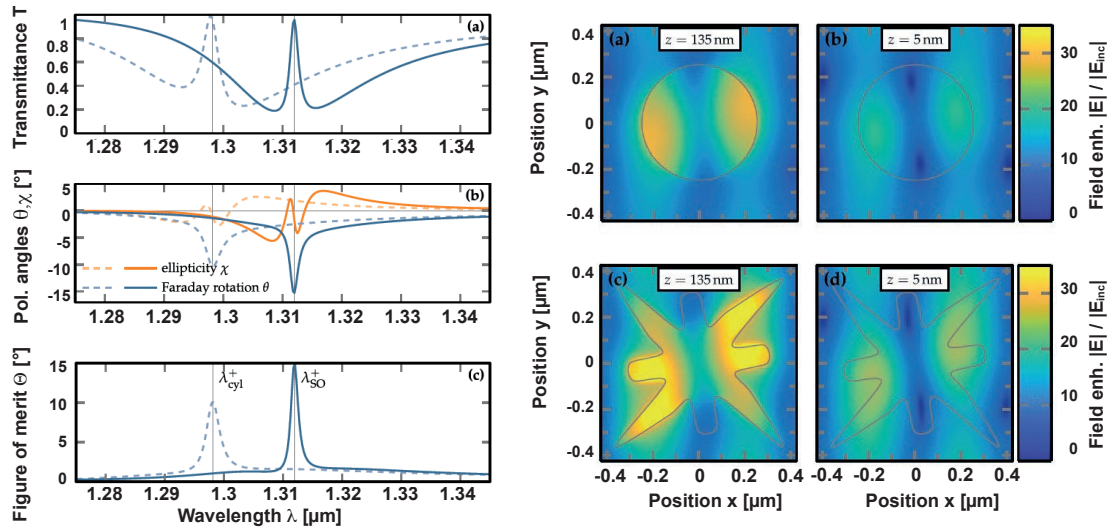 Transmittance T
1
0.8
0.6
0.4
0.2
0
(a)
1.28 1.29 1.3 1.31 1.32 1.33 1.34
Pol. angles θ,χ [°]
5
0
-5
-10
-15
(b)
ellipticity χ
Faraday rotation θ
1.28 1.29 1.3 1.31 1.32 1.33 1.34
Figure of merit Θ [°]
15
10
5
0
(c)
λ+cyl
λ+SO
1.28 1.29 1.3 1.31 1.32 1.33 1.34
Wavelength λ [µm]
Position y [µm]
0.4
0.2
0
-0.2
-0.4
(a)
z = 135 nm
(b)
z = 5 nm
30
20
10
0
Field enh. |E| / |Einc|
Position y [µm]
0.4
0.2
0
-0.2
-0.4
(c)
z = 135 nm
(d)
z = 5 nm
30
20
10
0
Field enh. |E| / |Einc|
-0.4 -0.2 0 0.2 0.4
-0.2 0 0.2 0.4
Position x [µm]
Position x [µm]